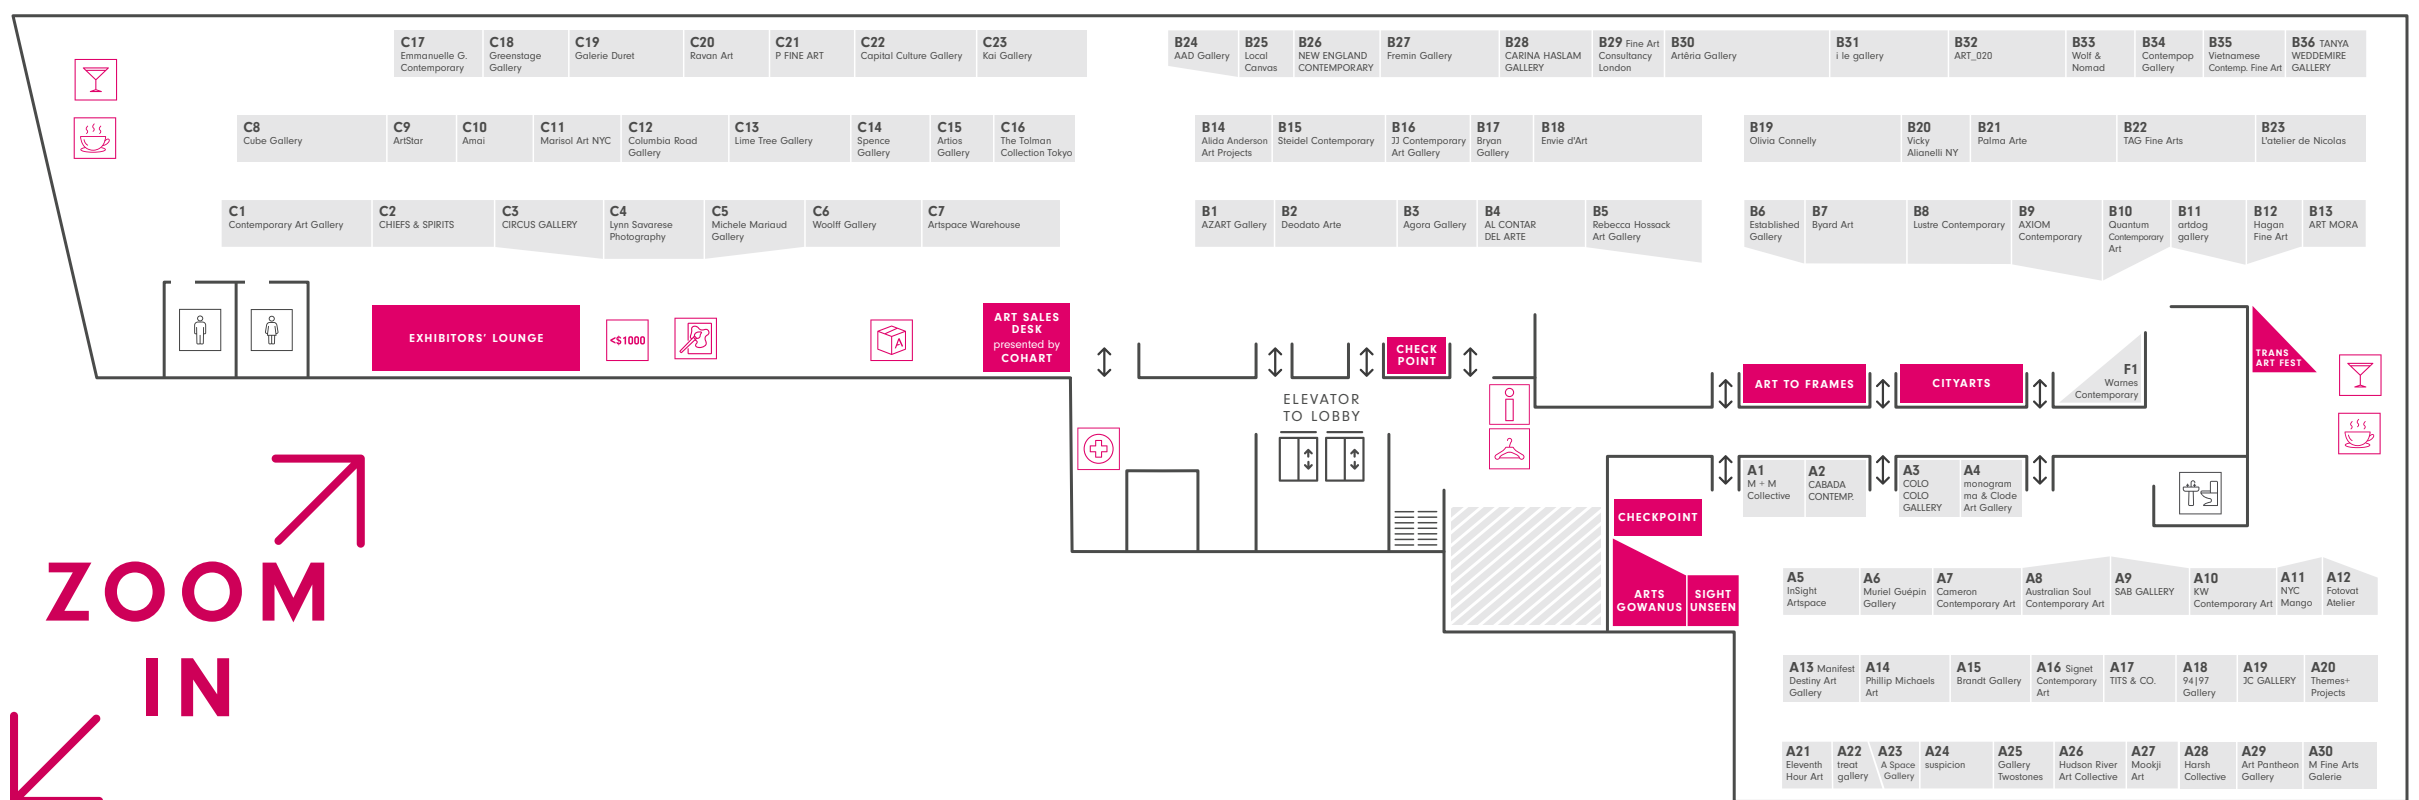 C17
Emmanuelle G.
Contemporary
C18
Greenstage
Gallery
C19
Galerie Duret
C20
Ravan Art
C21
P FINE ART
C22
Capital Culture Gallery
C23
Kai Gallery
B24
AAD Gallery
B25
Local
Canvas
B26
NEW ENGLAND
CONTEMPORARY
B27
Fremin Gallery
B28
CARINA HASLAM
GALLERY
B29 Fine Art
Consultancy
London
B30
Artéria Gallery
B31
i le gallery
B32
ART_020
B33
Wolf &
Nomad
B34
Contempop
Gallery
B35
Vietnamese
Contemp. Fine Art
B36 TANYA
WEDDEMIRE
GALLERY
C8
Cube Gallery
C9
ArtStar
C10
Amai
C11
Marisol Art NYC
C12
Columbia Road
Gallery
C13
Lime Tree Gallery
C14
Spence
Gallery
C15
Artios
Gallery
C16
The Tolman
Collection Tokyo
B14
Alida Anderson
Art Projects
B15
Steidel Contemporary
B16
JJ Contemporary
Art Gallery
B17
Bryan
Gallery
B18
Envie d'Art
B19
Olivia Connelly
B20
Vicky
Alianelli NY
B21
Palma Arte
B22
TAG Fine Arts
B23
L'atelier de Nicolas
C1
Contemporary Art Gallery
C2
CHIEFS & SPIRITS
C3
CIRCUS GALLERY
C4
Lynn Savarese
Photography
C5
Michele Mariaud
Gallery
C6
Woolff Gallery
C7
Artspace Warehouse
B1
AZART Gallery
B2
Deodato Arte
B3
Agora Gallery
B4
AL CONTAR
DEL ARTE
B5
Rebecca Hossack
Art Gallery
B6
Established
Gallery
B7
Byard Art
B8
Lustre Contemporary
B9
AXIOM
Contemporary
B10
Quantum
Contemporary
Art
B11
artdog
gallery
B12
Hagan
Fine Art
B13
ART MORA
EXHIBITORS' LOUNGE
<$1000
A
ART SALES
DESK
presented by
COHART
CHECK
POINT
ELEVATOR
TO LOBBY
ART TO FRAMES
CITYARTS
F1
Warnes
Contemporary
TRANS
ART FEST
A1
M + M
Collective
A2
CABADA
CONTEMP.
A3
COLO
COLO
GALLERY
A4
monogram
ma & Clode
Art Gallery
CHECKPOINT
ARTS
GOWANUS
SIGHT
UNSEEN
ZOOM
IN
A5
InSight
Artspace
A6
Muriel Guépin
Gallery
A7
Cameron
Contemporary Art
A8
Australian Soul
Contemporary Art
A9
SAB GALLERY
A10
KW
Contemporary Art
A11
NYC
Mango
A12
Fotovat
Atelier
A13 Manifest
Destiny Art
Gallery
A14
Phillip Michaels
Art
A15
Brandt Gallery
A16 Signet
Contemporary
Art
A17
TITS & CO.
A18
94|97
Gallery
A19
JC GALLERY
A20
Themes+
Projects
A21
Eleventh
Hour Art
A22
treat
gallery
A23
A Space
Gallery
A24
suspicion
A25
Gallery
Twostones
A26
Hudson River
Art Collective
A27
Mookji
Art
A28
Harsh
Collective
A29
Art Pantheon
Gallery
A30
M Fine Arts
Galerie